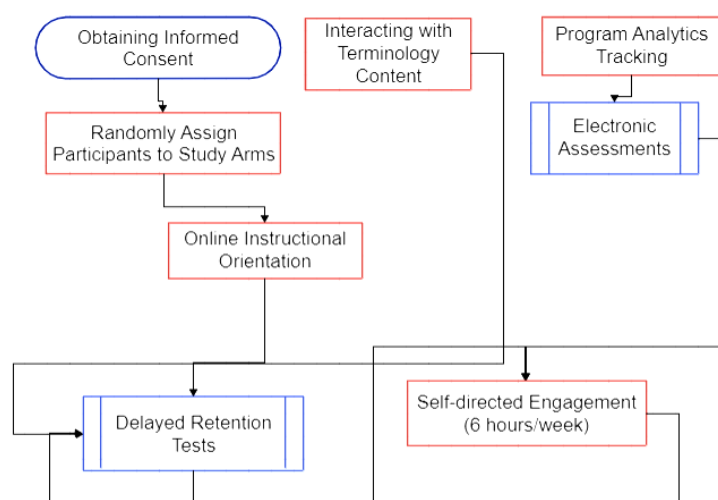 Obtaining Informed
Consent
Interacting with
Terminology
Content
Program Analytics
Tracking
Randomly Assign
Participants to Study Arms
Electronic
Assessments
Online Instructional
Orientation
Delayed Retention
Tests
Self-directed Engagement
(6 hours/week)